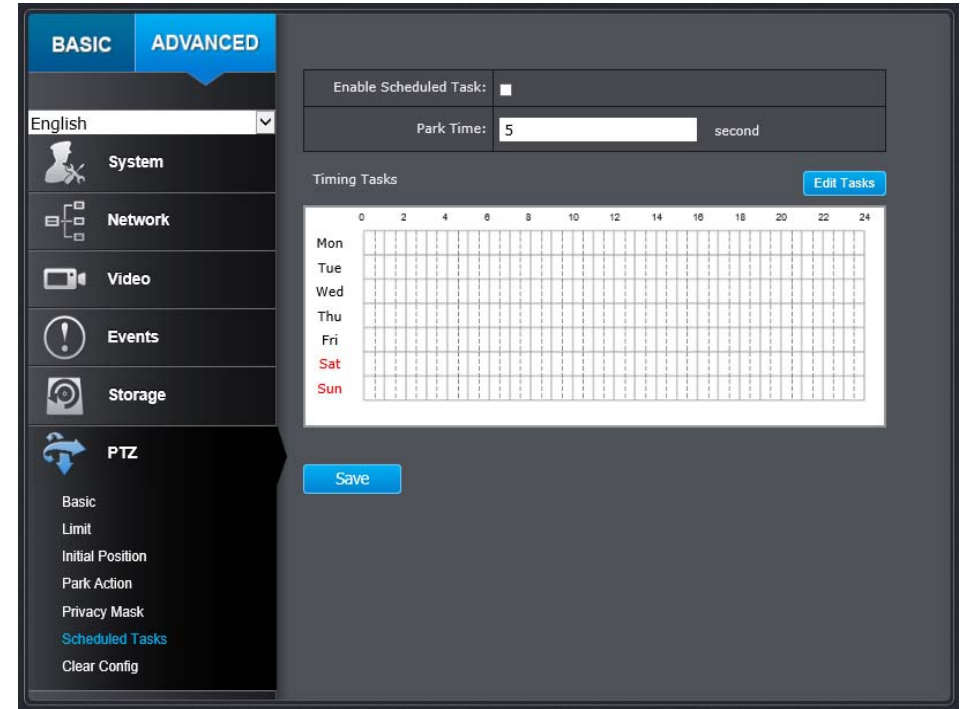 BASIC ADVANCED
English
System
Network
Video
Events
Storage
PTZ
Basic
Limit
Initial Position
Park Action
Privacy Mask
Scheduled Tasks
Clear Config
Enable Scheduled Task:
Park Time: 5 second
Timing Tasks Edit Tasks
0 2 4 6 8 10 12 14 16 18 20 22 24
Mon
Tue
Wed
Thu
Fri
Sat
Sun
Save